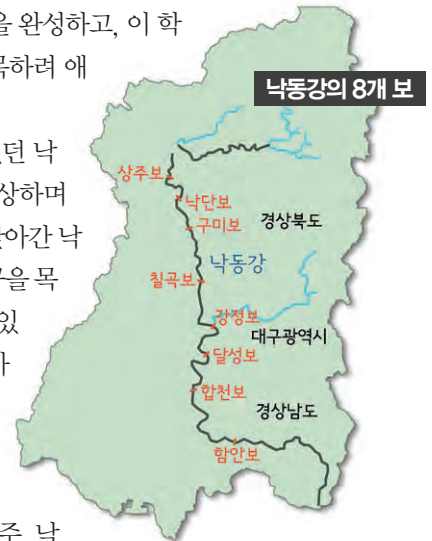 을 완성하고, 이 학
목하려 애
던 낙
상하며
아간 낙
을 목
있
낙동강의 8개 보
상주보
낙단보
구미보
경상북도
낙동강
칠곡보
강정보
대구광역시
달성보
합천보
경상남도
함안보